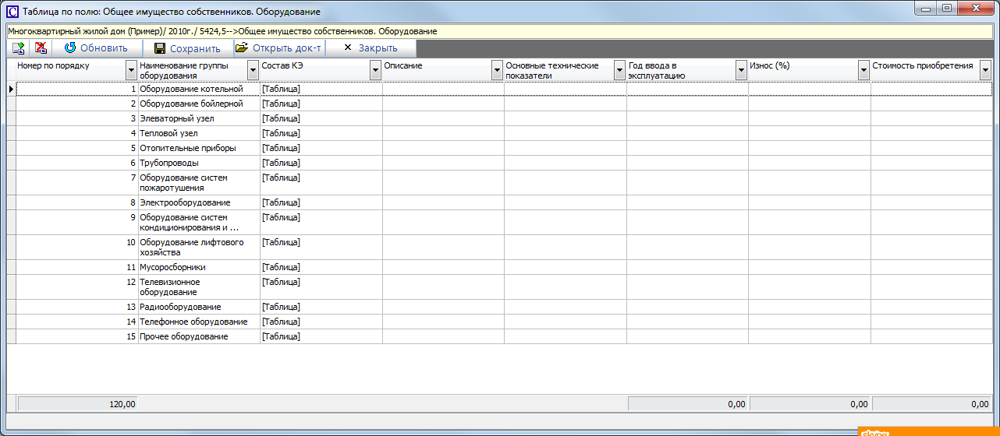 Таблица по полю: Общее имущество собственников. Оборудование
Многоквартирный жилой дом (Пример)/ 2010г./ 5424,5-->Общее имущество собственников. Оборудование
Обновить Сохранить Открыть док-т Закрыть
Номер по порядку Наименование группы оборудования Состав КЭ Описание Основные технические показатели Год ввода в эксплуатацию Износ (%) Стоимость приобретения
1 Оборудование котельной [Таблица]
2 Оборудование бойлерной [Таблица]
3 Элеваторный узел [Таблица]
4 Тепловой узел [Таблица]
5 Отопительные приборы [Таблица]
6 Трубопроводы [Таблица]
7 Оборудование систем [Таблица]
пожаротушения
8 Электрооборудование [Таблица]
9 Оборудование систем [Таблица]
кондиционирования и ...
10 Оборудование лифтового [Таблица]
хозяйства
11 Мусоросборники [Таблица]
12 Телевизионное [Таблица]
оборудование
13 Радиооборудование [Таблица]
14 Телефонное оборудование [Таблица]
15 Прочее оборудование [Таблица]
120,00 0,00 0,00 0,00
skype